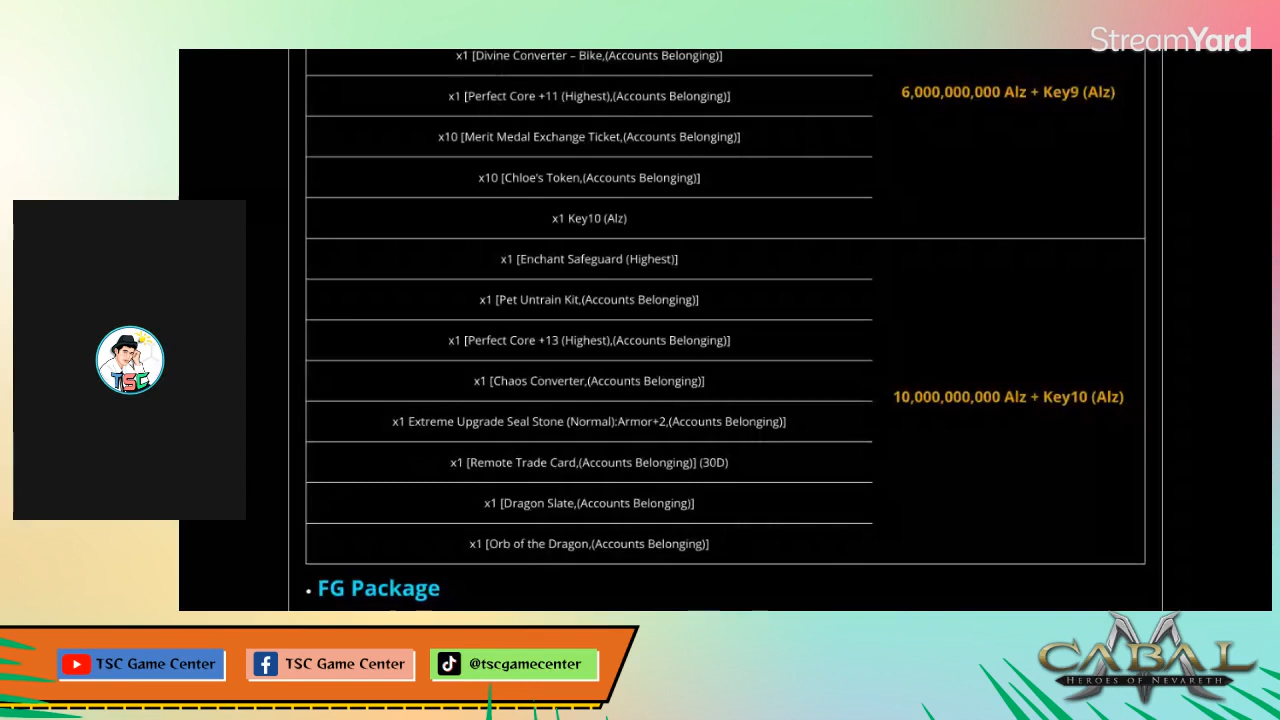 StreamYard
x1 [Divine Converter – Bike,(Accounts Belonging)]
6,000,000,000 Alz + Key9 (Alz)
x1 [Perfect Core +11 (Highest),(Accounts Belonging)]
x10 [Merit Medal Exchange Ticket,(Accounts Belonging)]
x10 [Chloe's Token,(Accounts Belonging)]
x1 Key10 (Alz)
x1 [Enchant Safeguard (Highest)]
x1 [Pet Untrain Kit,(Accounts Belonging)]
x1 [Perfect Core +13 (Highest),(Accounts Belonging)]
x1 [Chaos Converter,(Accounts Belonging)]
10,000,000,000 Alz + Key10 (Alz)
x1 Extreme Upgrade Seal Stone (Normal):Armor+2,(Accounts Belonging)]
x1 [Remote Trade Card,(Accounts Belonging)] (30D)
x1 [Dragon Slate,(Accounts Belonging)]
x1 [Orb of the Dragon,(Accounts Belonging)]
• FG Package
TSC
TSC Game Center
TSC Game Center
@tscgamecenter
CABAL
HEROES OF NEVARETH